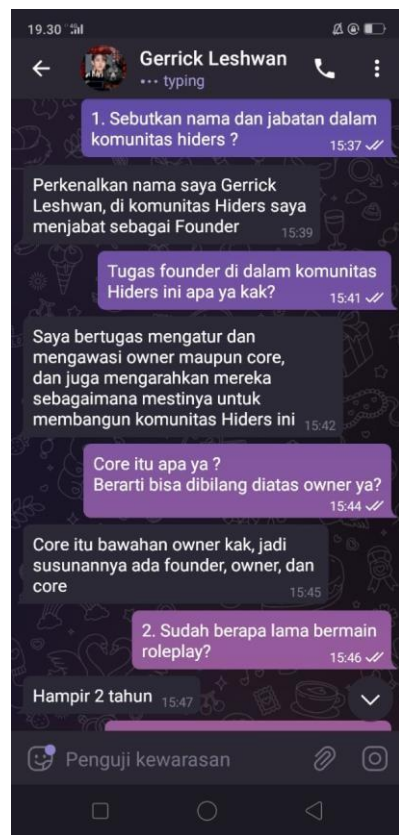 19.30
Gerrick Leshwan
typing
1. Sebutkan nama dan jabatan dalam
komunitas hiders ?
15:37
Perkenalkan nama saya Gerrick
Leshwan, di komunitas Hiders saya
menjabat sebagai Founder
15:39
Tugas founder di dalam komunitas
Hiders ini apa ya kak?
15:41
Saya bertugas mengatur dan
mengawasi owner maupun core,
dan juga mengarahkan mereka
sebagaimana mestinya untuk
membangun komunitas Hiders ini
15:42
Core itu apa ya ?
Berarti bisa dibilang diatas owner ya?
15:44
Core itu bawahan owner kak, jadi
susunannya ada founder, owner, dan
core
15:45
2. Sudah berapa lama bermain
roleplay?
15:46
Hampir 2 tahun
15:47
Penguji kewarasan